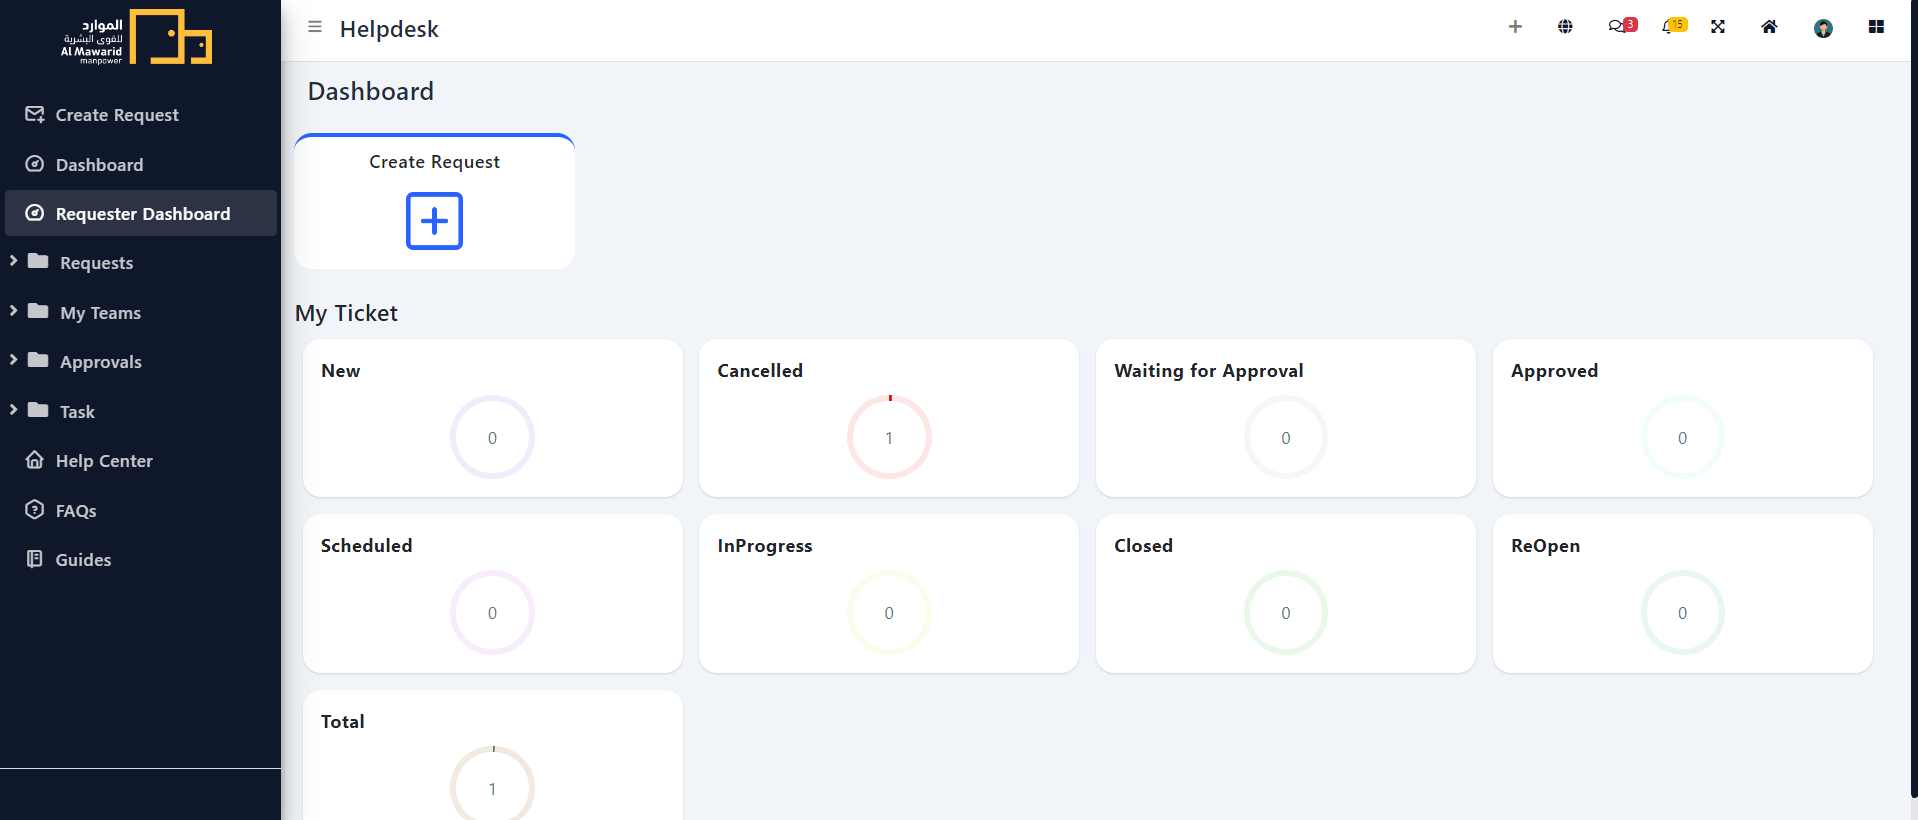 الموارد
للقوى البشرية
Al Mawarid
manpower
Create Request
Dashboard
Requester Dashboard
Requests
My Teams
Approvals
Task
Help Center
FAQs
Guides
Helpdesk
3
15
Dashboard
Create Request
My Ticket
New
0
Cancelled
1
Waiting for Approval
0
Approved
0
Scheduled
0
InProgress
0
Closed
0
ReOpen
0
Total
1